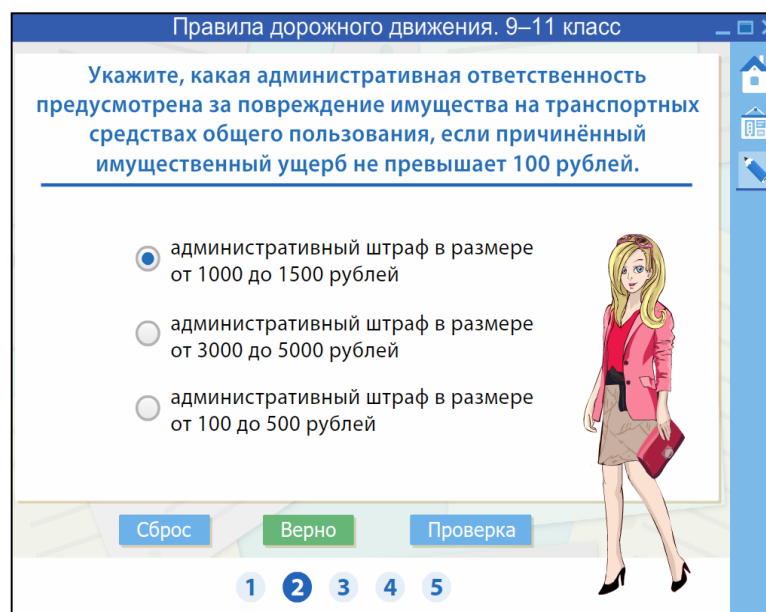 Правила дорожного движения. 9–11 класс
Укажите, какая административная ответственность
предусмотрена за повреждение имущества на транспортных
средствах общего пользования, если причинённый
имущественный ущерб не превышает 100 рублей.
административный штраф в размере
от 1000 до 1500 рублей
административный штраф в размере
от 3000 до 5000 рублей
административный штраф в размере
от 100 до 500 рублей
Сброс Верно Проверка
1 2 3 4 5